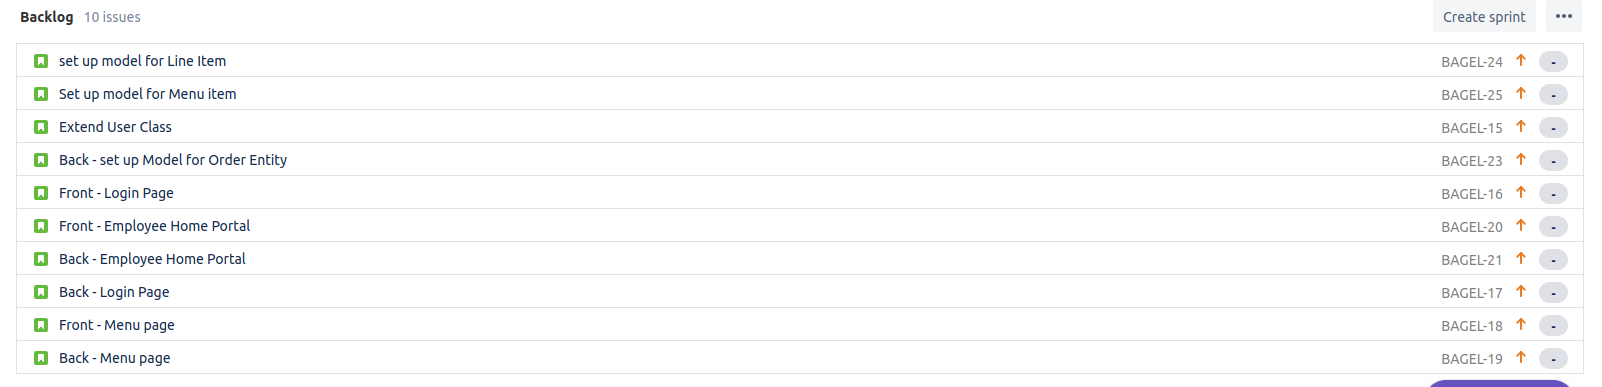 Backlog 10 issues Create sprint •••
set up model for Line Item BAGEL-24 -
Set up model for Menu item BAGEL-25 -
Extend User Class BAGEL-15 -
Back - set up Model for Order Entity BAGEL-23 -
Front - Login Page BAGEL-16 -
Front - Employee Home Portal BAGEL-20 -
Back - Employee Home Portal BAGEL-21 -
Back - Login Page BAGEL-17 -
Front - Menu page BAGEL-18 -
Back - Menu page BAGEL-19 -